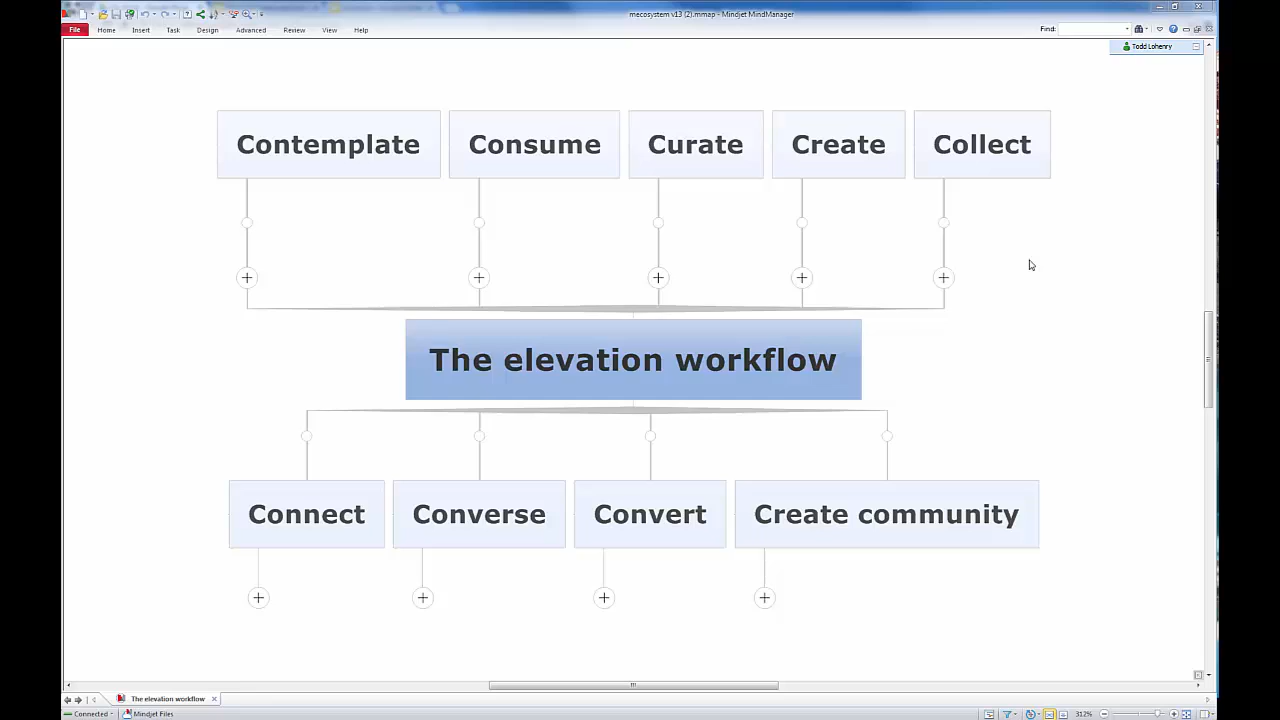 mecosystem v13 (2).mmap - Mindjet
File Home Insert Task Design Advanced Review View Help Find:
Todd Lohenry
Contemplate Consume Curate Create Collect
The elevation workflow
Connect Converse Convert Create community
The elevation workflow
Connected Mindjet Files 312%